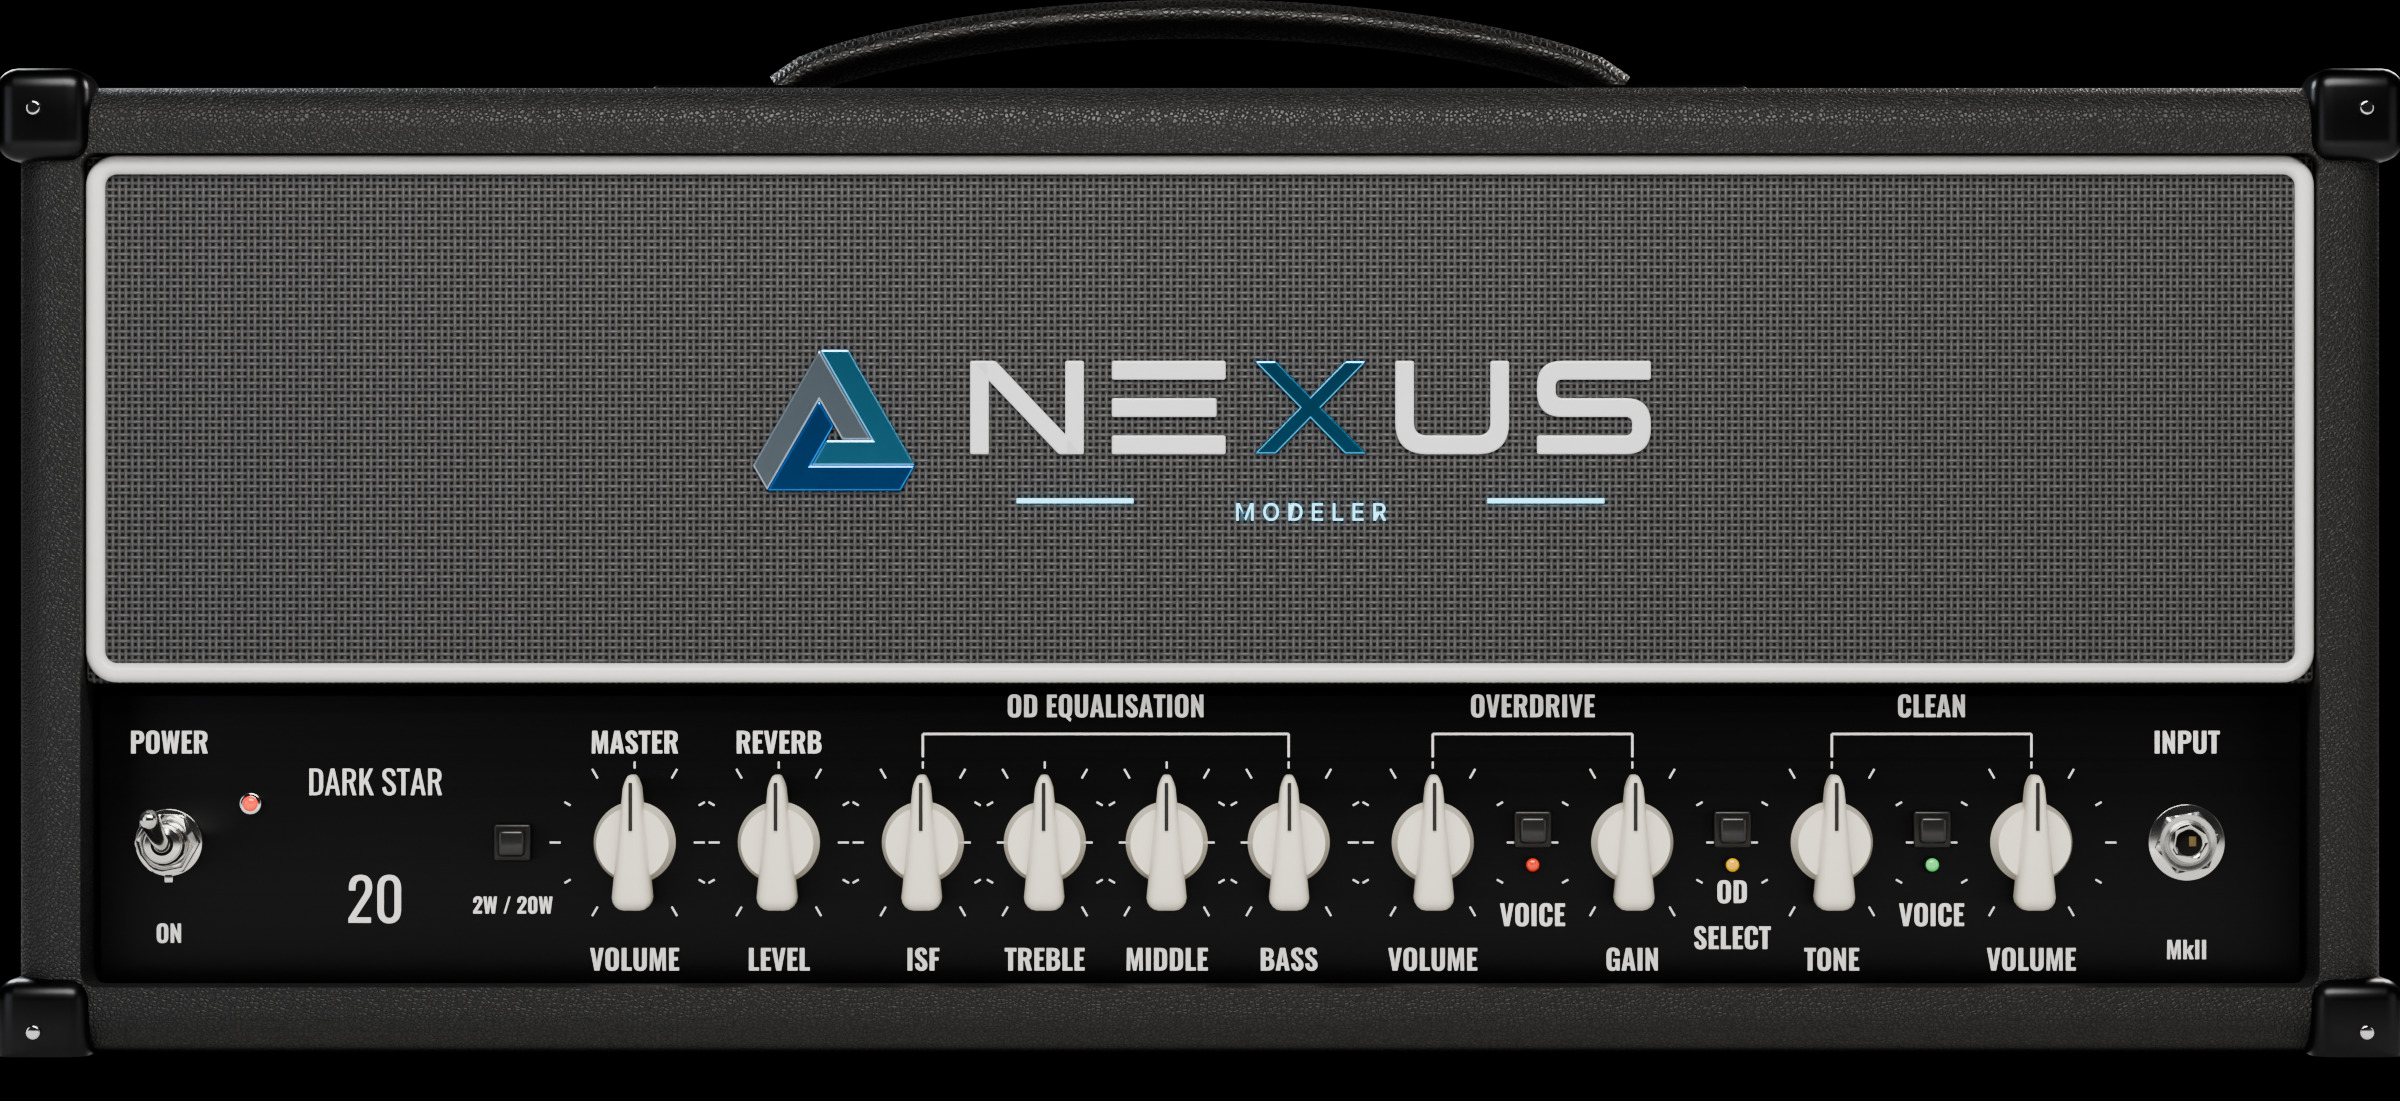 NEXUS
MODELER
OD EQUALISATION
OVERDRIVE
CLEAN
POWER
MASTER
REVERB
INPUT
DARK STAR
20
2W / 20W
ON
OD
VOICE
SELECT
VOICE
MkII
VOLUME
LEVEL
ISF
TREBLE
MIDDLE
BASS
VOLUME
GAIN
TONE
VOLUME